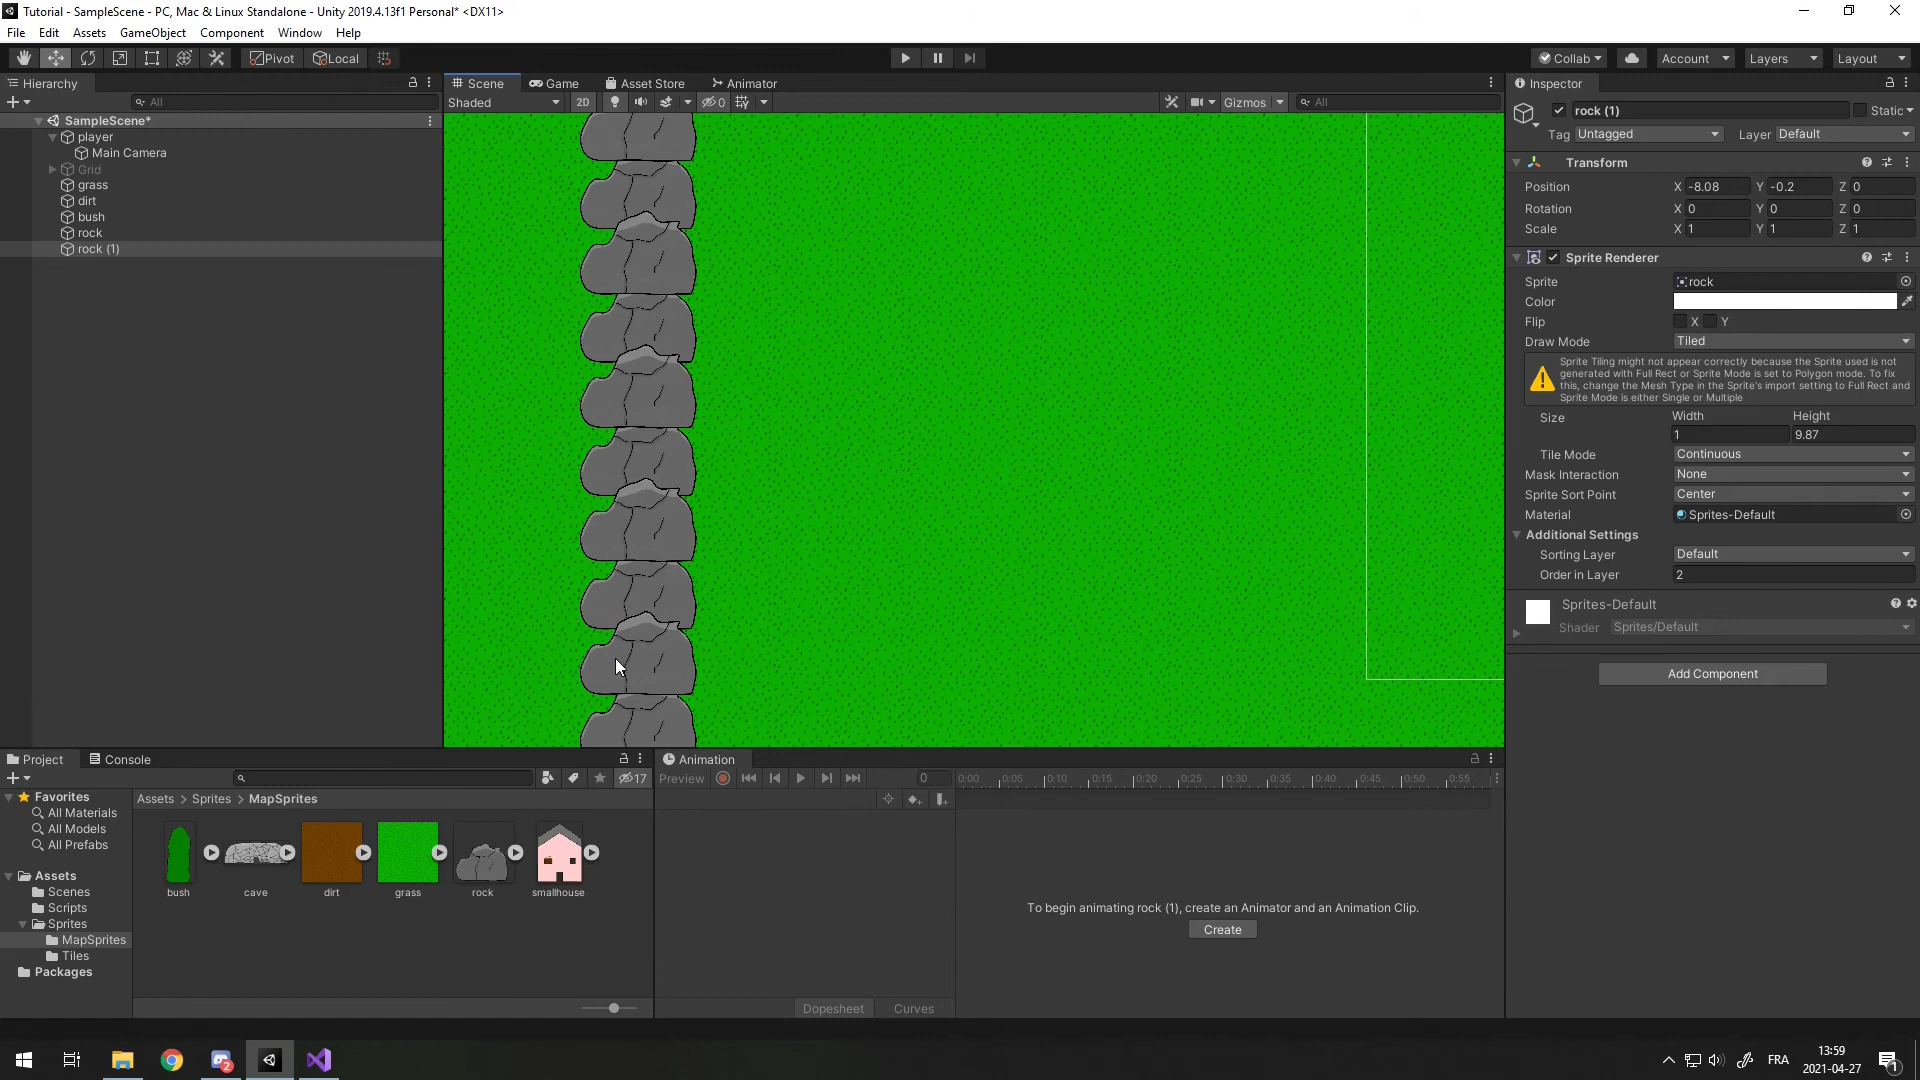 Tutorial - SampleScene - PC, Mac & Linux Standalone - Unity 2019.4.13f1 Personal* <DX11>
File Edit Assets GameObject Component Window Help
Pivot Local Collab Account Layers Layout
Hierarchy Scene Game Asset Store Animator Inspector
All Shaded 2D 0 Gizmos All rock (1) Static
SampleScene* Tag Untagged Layer Default
player
Main Camera
Grid
grass
dirt
bush
rock
rock (1)
Transform
Position X -8.08 Y -0.2 Z 0
Rotation X 0 Y 0 Z 0
Scale X 1 Y 1 Z 1
Sprite Renderer
Sprite rock
Color
Flip X Y
Draw Mode Tiled
Sprite Tiling might not appear correctly because the Sprite used is not
generated with Full Rect or Sprite Mode is set to Polygon mode. To fix
this, change the Mesh Type in the Sprite's import setting to Full Rect and
Sprite Mode is either Single or Multiple
Size Width Height
1 9.87
Tile Mode Continuous
Mask Interaction None
Sprite Sort Point Center
Material Sprites-Default
Additional Settings
Sorting Layer Default
Order in Layer 2
Sprites-Default
Shader Sprites/Default
Add Component
Project Console Animation
17 Preview 0 0:00 0:05 0:10 0:15 0:20 0:25 0:30 0:35 0:40 0:45 0:50 0:55
Favorites
All Materials
All Models
All Prefabs
Assets
Scenes
Scripts
Sprites
MapSprites
Tiles
Packages
Assets > Sprites > MapSprites
bush cave dirt grass rock smallhouse
To begin animating rock (1), create an Animator and an Animation Clip.
Create
Dopesheet Curves
2
FRA
13:59
2021-04-27
1